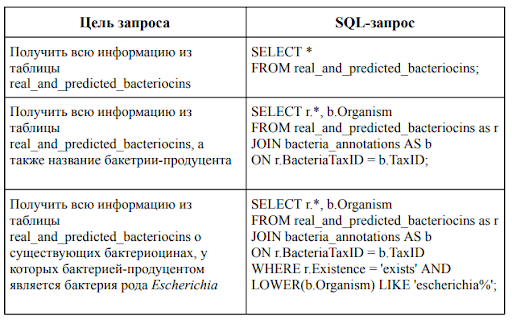 Цель запроса
SQL-запрос
Получить всю информацию из
таблицы
real_and_predicted_bacteriocins
SELECT *
FROM real_and_predicted_bacteriocins;
Получить всю информацию из
таблицы
real_and_predicted_bacteriocins, а
также название бакетрии-продуцента
SELECT r.*, b.Organism
FROM real_and_predicted_bacteriocins as r
JOIN bacteria_annotations AS b
ON r.BacteriaTaxID = b.TaxID;
Получить всю информацию из
таблицы
real_and_predicted_bacteriocins о
существующих бактериоцинах, у
которых бактерией-продуцентом
является бактерия рода Escherichia
SELECT r.*, b.Organism
FROM real_and_predicted_bacteriocins as r
JOIN bacteria_annotations AS b
ON r.BacteriaTaxID = b.TaxID
WHERE r.Existence = 'exists' AND
LOWER(b.Organism) LIKE 'escherichia%';